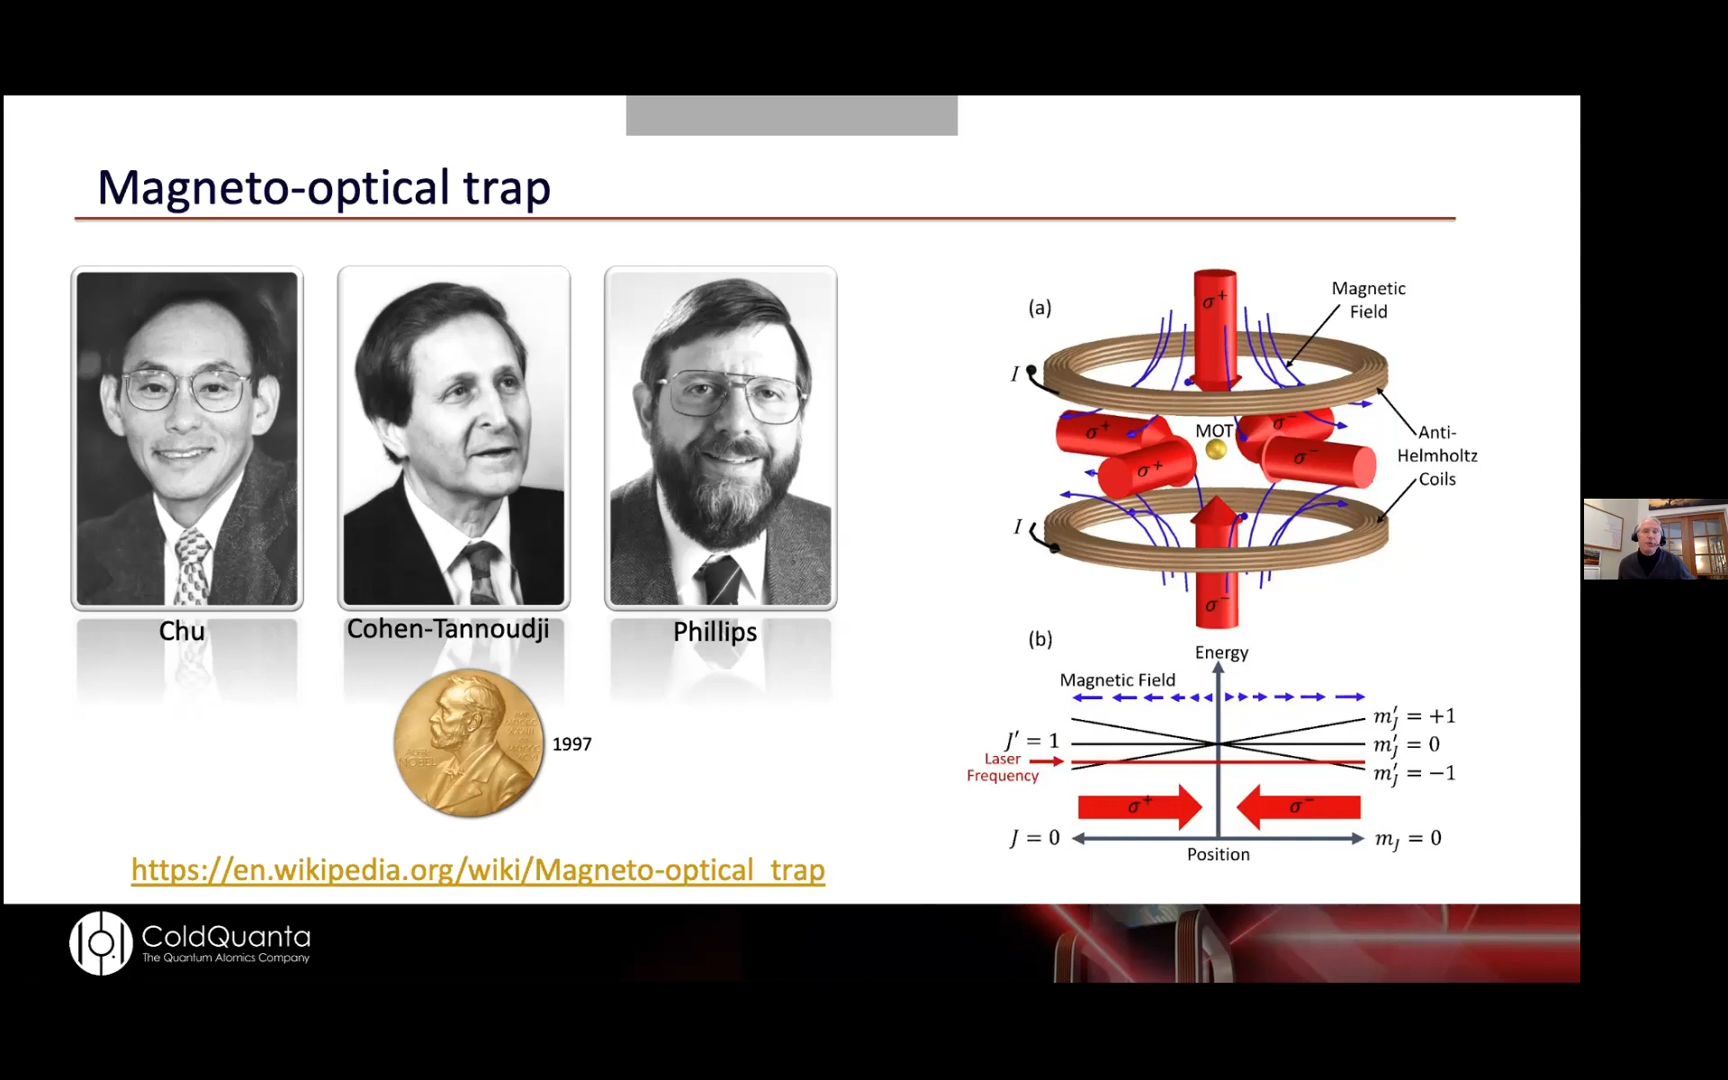 Magneto-optical trap
Chu
Cohen-Tannoudji
Phillips
1997
https://en.wikipedia.org/wiki/Magneto-optical_trap
(a)
σ⁺
Magnetic
Field
I
σ⁺
MOT
σ⁻
σ⁺
σ⁻
Anti-
Helmholtz
Coils
I
σ⁻
(b)
Energy
Magnetic Field
m′_J = +1
J′ = 1
m′_J = 0
Laser
Frequency
m′_J = −1
σ⁺
σ⁻
J = 0
m_J = 0
Position
ColdQuanta
The Quantum Atomics Company